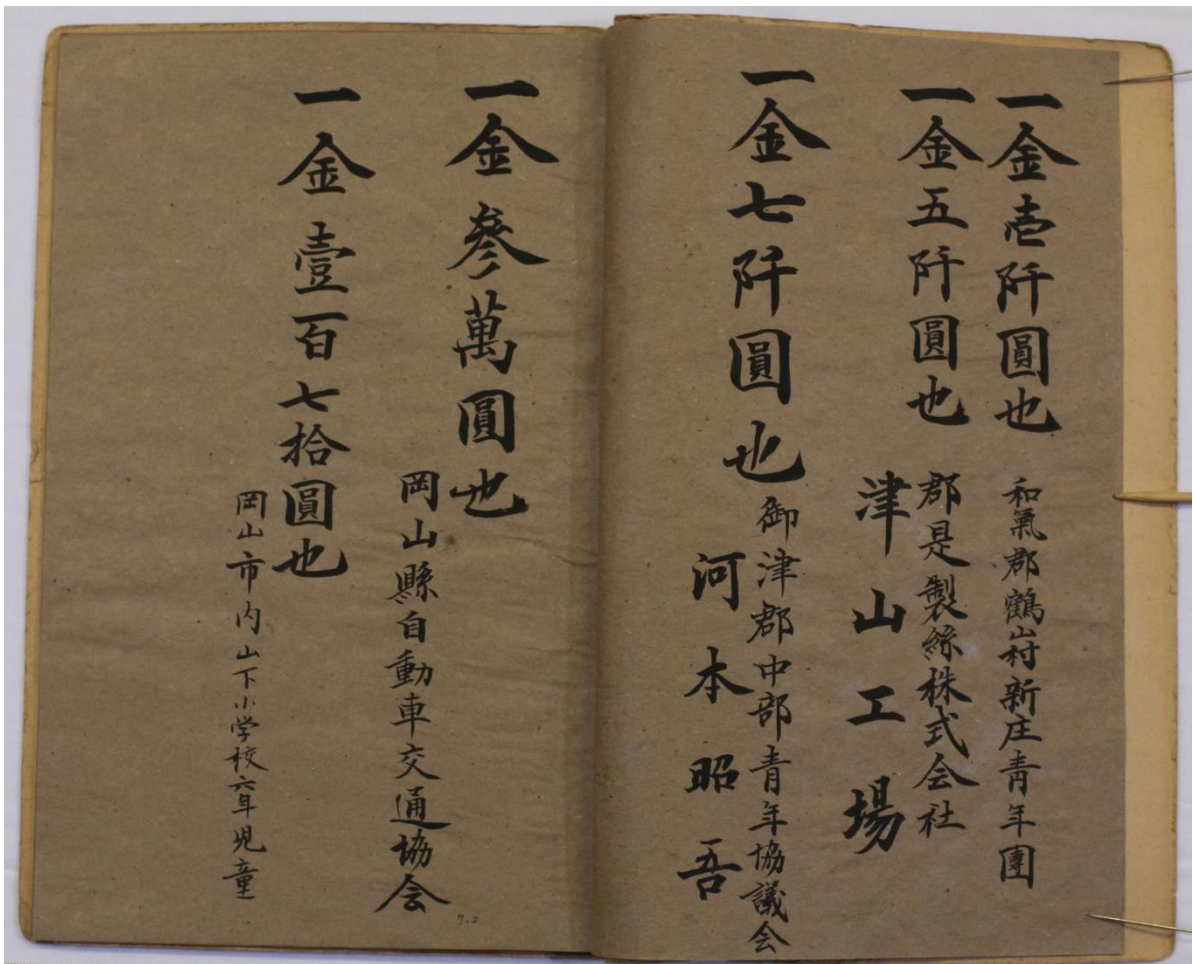 一金壱阡圓也
和氣郡鶴山村新庄青年團
一金五阡圓也
郡是製絲株式会社
津山工場
一金七阡圓也
御津郡中部青年協議会
河本昭吾
一金參萬圓也
岡山縣自動車交通協会
一金壹百七拾圓也
岡山市内山下小学校六年児童
7.2